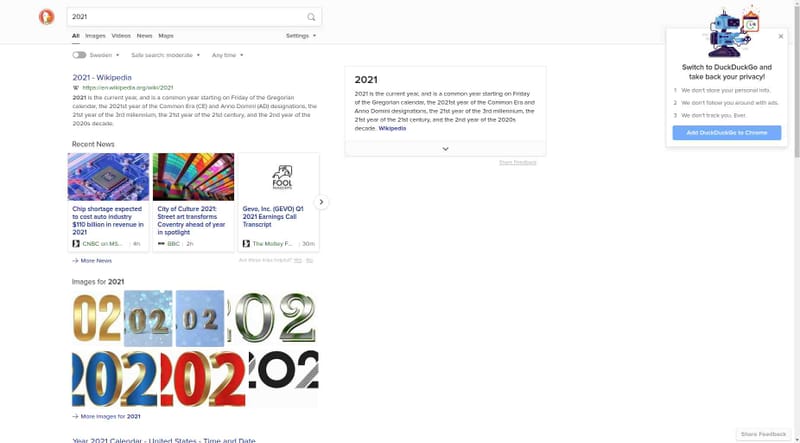 2021
All Images Videos News Maps Settings
Sweden Safe search: moderate Any time
2021 - Wikipedia
https://en.wikipedia.org/wiki/2021
2021 is the current year, and is a common year starting on Friday of the Gregorian
calendar, the 2021st year of the Common Era (CE) and Anno Domini (AD) designations, the
21st year of the 3rd millennium, the 21st year of the 21st century, and the 2nd year of the
2020s decade.
Recent News
Chip shortage expected
to cost auto industry
$110 billion in revenue in
2021
CNBC on MS... : 4h
City of Culture 2021:
Street art transforms
Coventry ahead of year
in spotlight
BBC : 2h
FOOL
Gevo, Inc. (GEVO) Q1
2021 Earnings Call
Transcript
The Motley F... : 30m
More News
Are these links helpful? Yes No
Images for 2021
02
202
202
202
202
202
202
More Images for 2021
Year 2021 Calendar - United States - Time and Date
2021
2021 is the current year, and is a common year starting on Friday
of the Gregorian calendar, the 2021st year of the Common Era and
Anno Domini designations, the 21st year of the 3rd millennium, the
21st year of the 21st century, and the 2nd year of the 2020s
decade. Wikipedia
Share Feedback
Switch to DuckDuckGo and
take back your privacy!
1 We don't store your personal info.
2 We don't follow you around with ads.
3 We don't track you. Ever.
Add DuckDuckGo to Chrome
Share Feedback